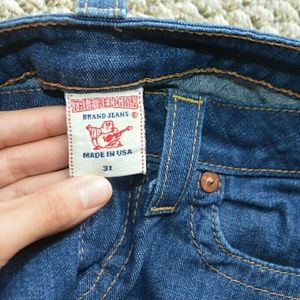 TRUE RELIGION
BRAND JEANS ®
MADE IN USA
31